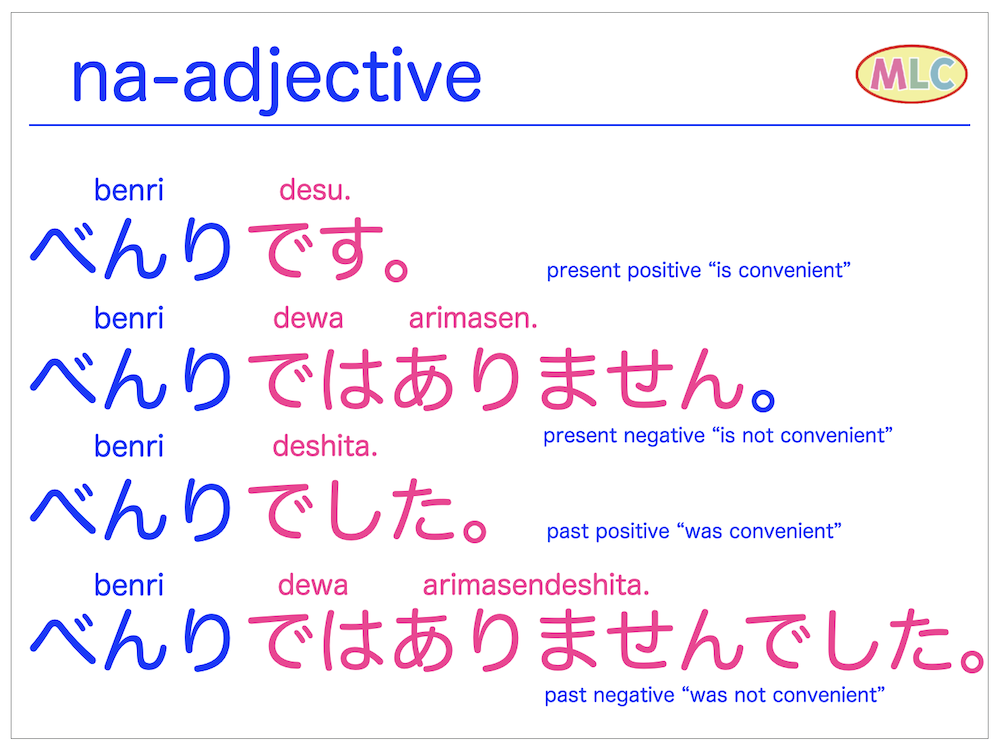 na-adjective
MLC
benri desu.
べんりです。
present positive “is convenient”
benri dewa arimasen.
べんりではありません。
present negative “is not convenient”
benri deshita.
べんりでした。
past positive “was convenient”
benri dewa arimasendeshita.
べんりではありませんでした。
past negative “was not convenient”